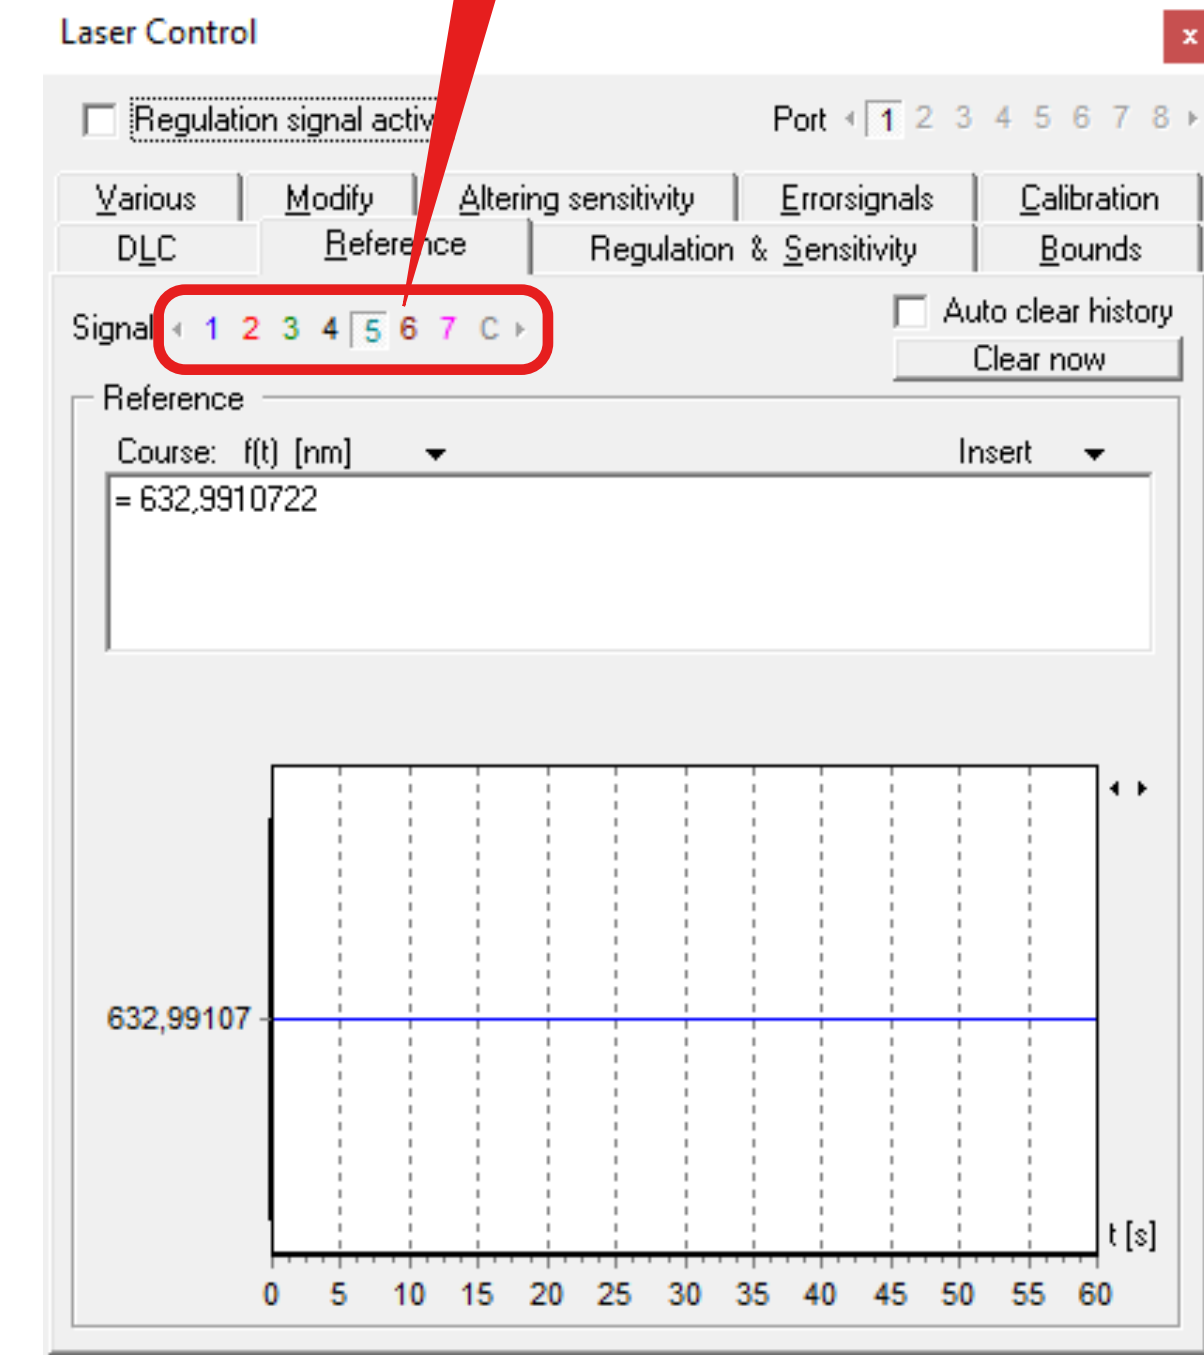 Laser Control
x
Regulation signal activ
Port 1 2 3 4 5 6 7 8
Various Modify Altering sensitivity Errorsignals Calibration
DLC Reference Regulation & Sensitivity Bounds
Signal 1 2 3 4 5 6 7 C
Auto clear history
Clear now
Reference
Course: f(t) [nm]
Insert
= 632,9910722
632,99107
t [s]
0 5 10 15 20 25 30 35 40 45 50 55 60